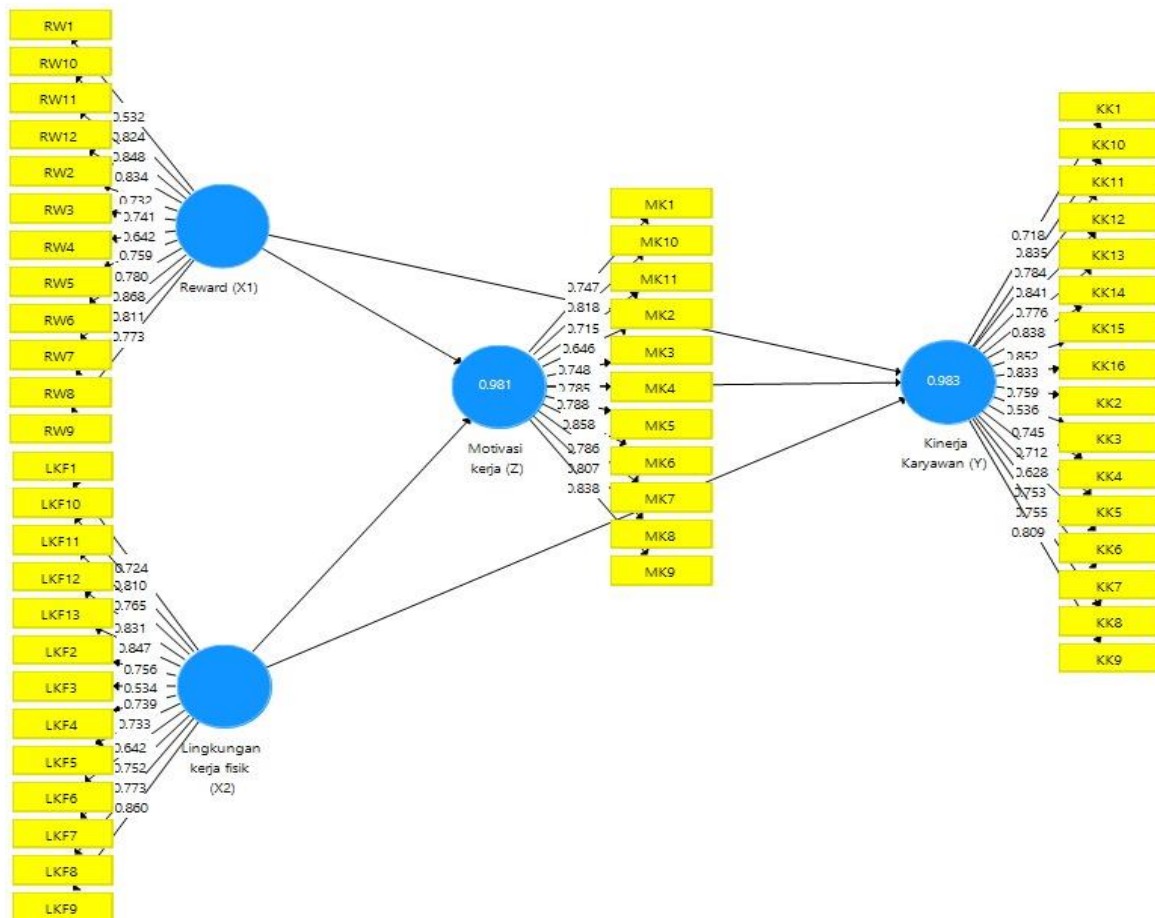 RW1
RW10
RW11
RW12
RW2
RW3
RW4
RW5
RW6
RW7
RW8
RW9
0.532
0.824
0.848
0.834
0.732
0.741
0.642
0.759
0.780
0.868
0.811
0.773
Reward (X1)
LKF1
LKF10
LKF11
LKF12
LKF13
LKF2
LKF3
LKF4
LKF5
LKF6
LKF7
LKF8
LKF9
0.724
0.810
0.765
0.831
0.847
0.756
0.534
0.739
0.733
0.642
0.752
0.773
0.860
Lingkungan
kerja fisik
(X2)
0.981
Motivasi
kerja (Z)
0.747
0.818
0.715
0.646
0.748
0.785
0.788
0.858
0.786
0.807
0.838
MK1
MK10
MK11
MK2
MK3
MK4
MK5
MK6
MK7
MK8
MK9
0.983
Kinerja
Karyawan (Y)
0.718
0.835
0.784
0.841
0.776
0.838
0.852
0.833
0.759
0.536
0.745
0.712
0.628
0.753
0.755
0.809
KK1
KK10
KK11
KK12
KK13
KK14
KK15
KK16
KK2
KK3
KK4
KK5
KK6
KK7
KK8
KK9